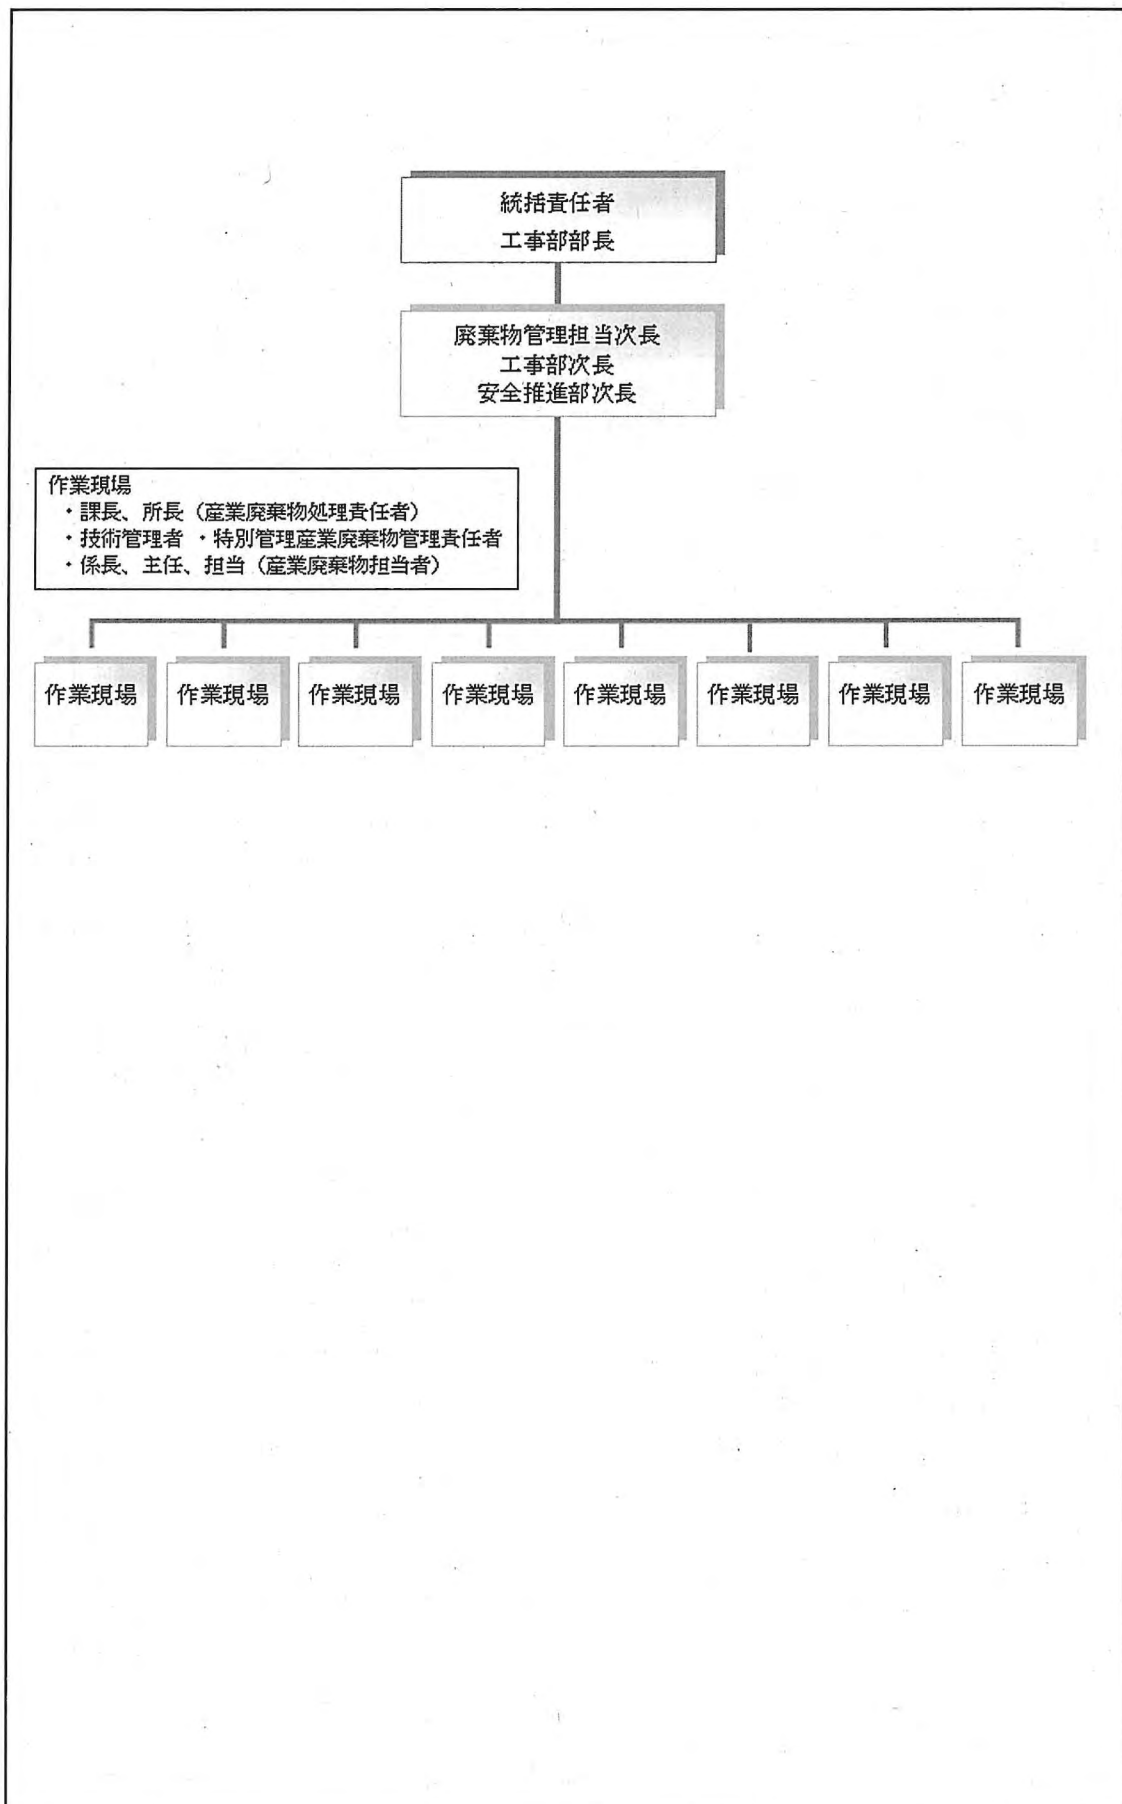 統括責任者
工事部部長
廃棄物管理担当次長
工事部次長
安全推進部次長
作業現場
・課長、所長（産業廃棄物処理責任者）
・技術管理者 ・特別管理産業廃棄物管理責任者
・係長、主任、担当（産業廃棄物担当者）
作業現場 作業現場 作業現場 作業現場 作業現場 作業現場 作業現場 作業現場